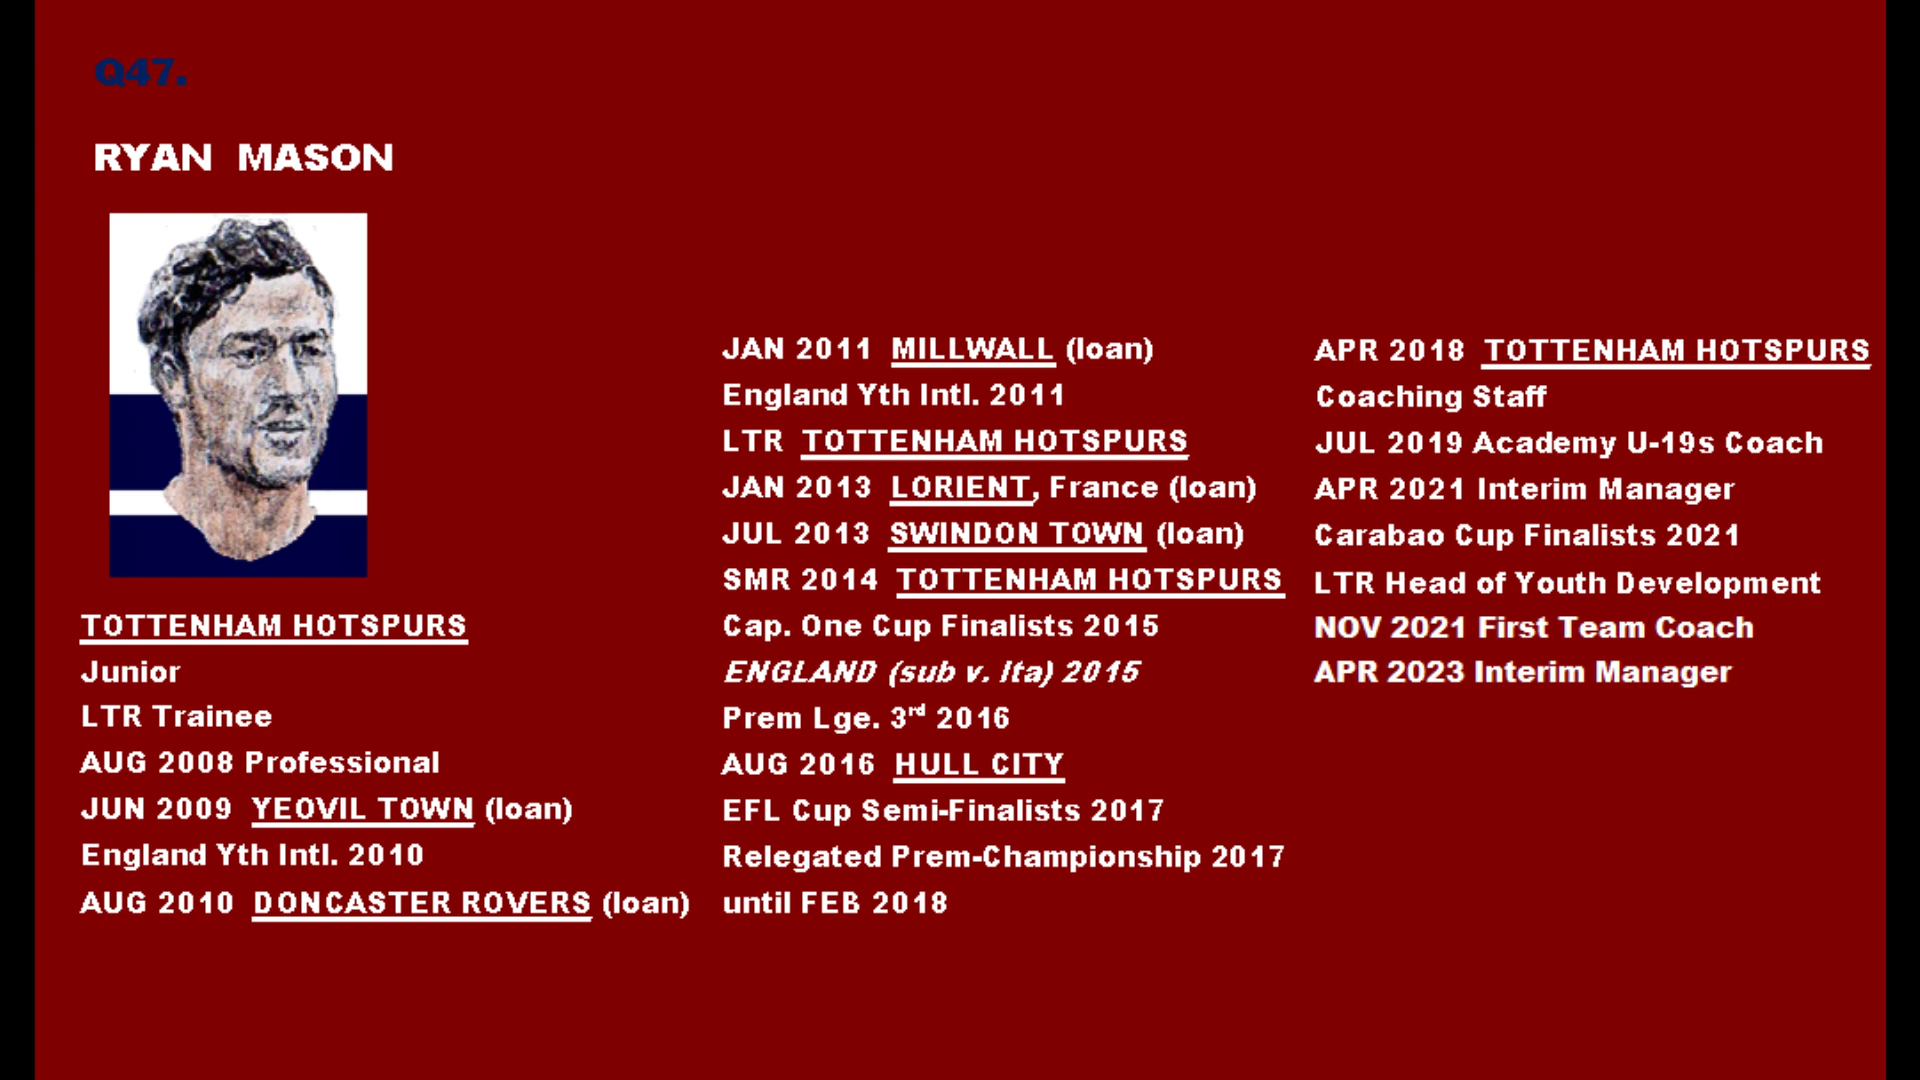 Q47.
RYAN MASON
TOTTENHAM HOTSPURS
Junior
LTR Trainee
AUG 2008 Professional
JUN 2009 YEOVIL TOWN (loan)
England Yth Intl. 2010
AUG 2010 DONCASTER ROVERS (loan)
JAN 2011 MILLWALL (loan)
England Yth Intl. 2011
LTR TOTTENHAM HOTSPURS
JAN 2013 LORIENT, France (loan)
JUL 2013 SWINDON TOWN (loan)
SMR 2014 TOTTENHAM HOTSPURS
Cap. One Cup Finalists 2015
ENGLAND (sub v. Ita) 2015
Prem Lge. 3rd 2016
AUG 2016 HULL CITY
EFL Cup Semi-Finalists 2017
Relegated Prem-Championship 2017
until FEB 2018
APR 2018 TOTTENHAM HOTSPURS
Coaching Staff
JUL 2019 Academy U-19s Coach
APR 2021 Interim Manager
Carabao Cup Finalists 2021
LTR Head of Youth Development
NOV 2021 First Team Coach
APR 2023 Interim Manager